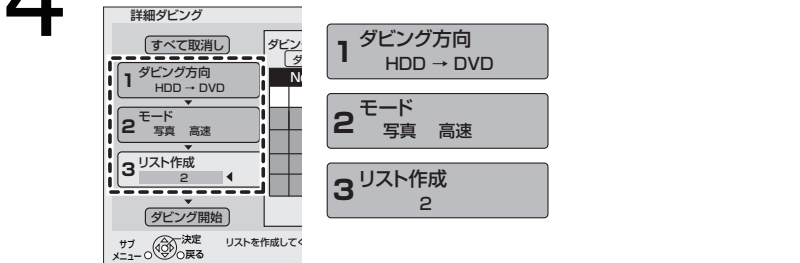 4
詳細ダビング
すべて取消し
1 ダビング方向
HDD → DVD
2 モード
写真 高速
3 リスト作成
2
ダビング開始
サブ
メニュー
決定
戻る
リストを作成して
1 ダビング方向
HDD → DVD
2 モード
写真 高速
3 リスト作成
2